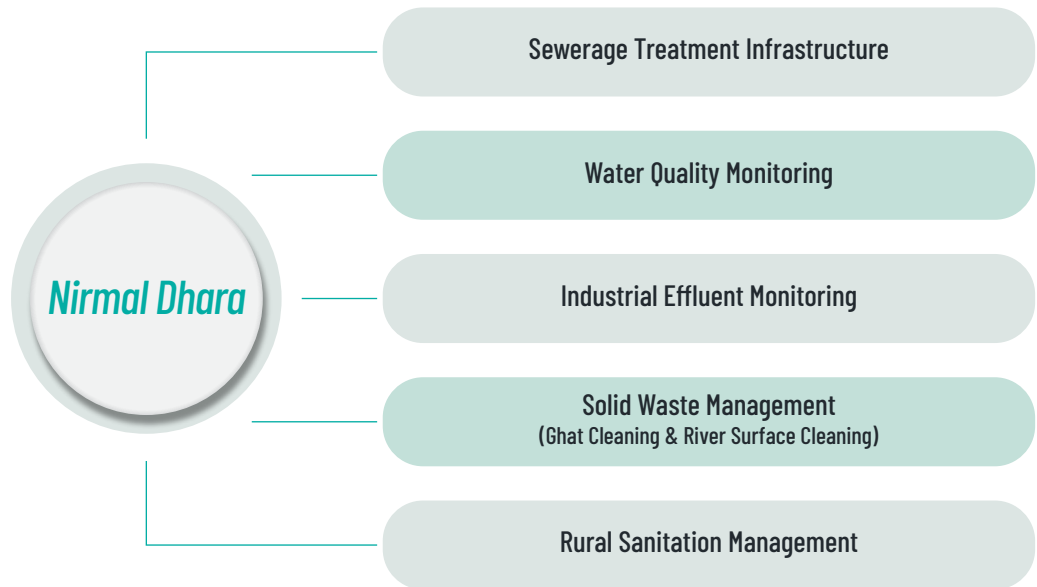 Sewerage Treatment Infrastructure
Water Quality Monitoring
Nirmal Dhara
Industrial Effluent Monitoring
Solid Waste Management
(Ghat Cleaning & River Surface Cleaning)
Rural Sanitation Management